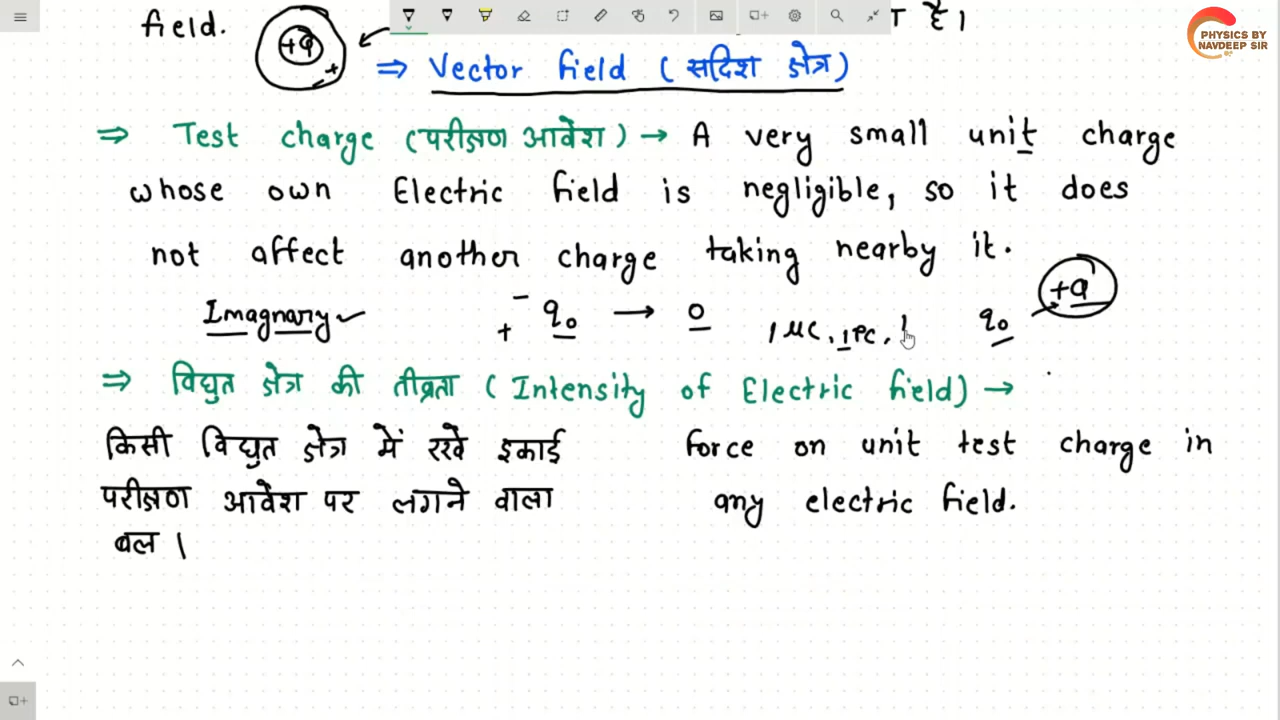 field.
+q
है।
PHYSICS BY
NAVDEEP SIR
⇒ Vector field ( सदिश क्षेत्र )
⇒ Test charge (परीक्षण आवेश) → A very small unit charge
whose own Electric field is negligible, so it does
not affect another charge taking nearby it.
Imagnary
+ - q₀ → 0
1 μC, 1PC,
q₀
+q
⇒ विद्युत क्षेत्र की तीव्रता ( Intensity of Electric field) →
किसी विद्युत क्षेत्र में रखे इकाई
परीक्षण आवेश पर लगने वाला
बल ।
force on unit test charge in
any electric field.